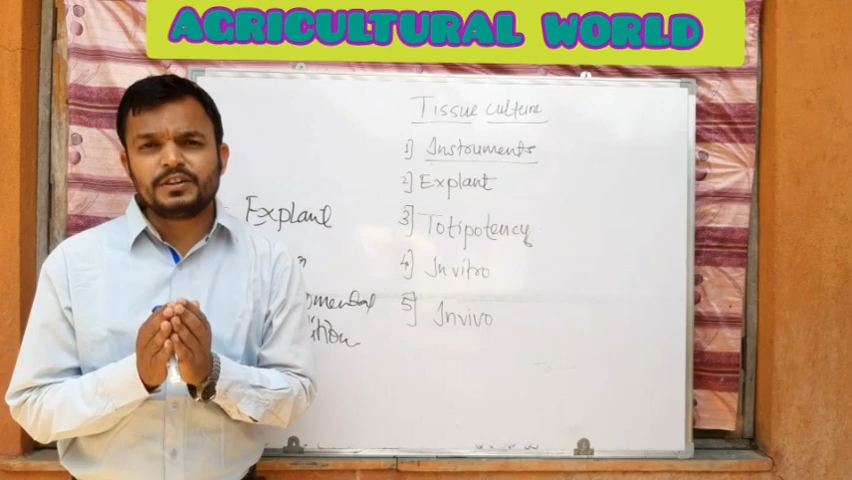 AGRICULTURAL WORLD
Tissue culture
1] Instruments
2] Explant
3] Totipotency
4] Invitro
5] Invivo
Explant